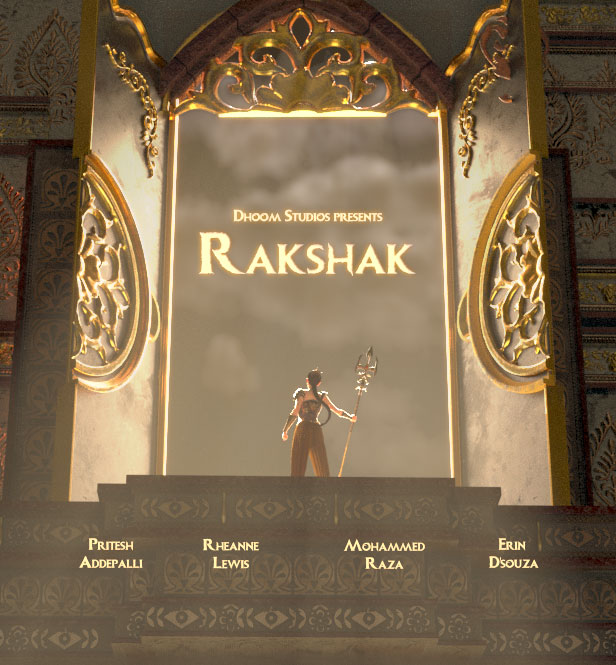 Dhoom Studios presents
Rakshak
Pritesh
Addepalli
Rheanne
Lewis
Mohammed
Raza
Erin
D'souza